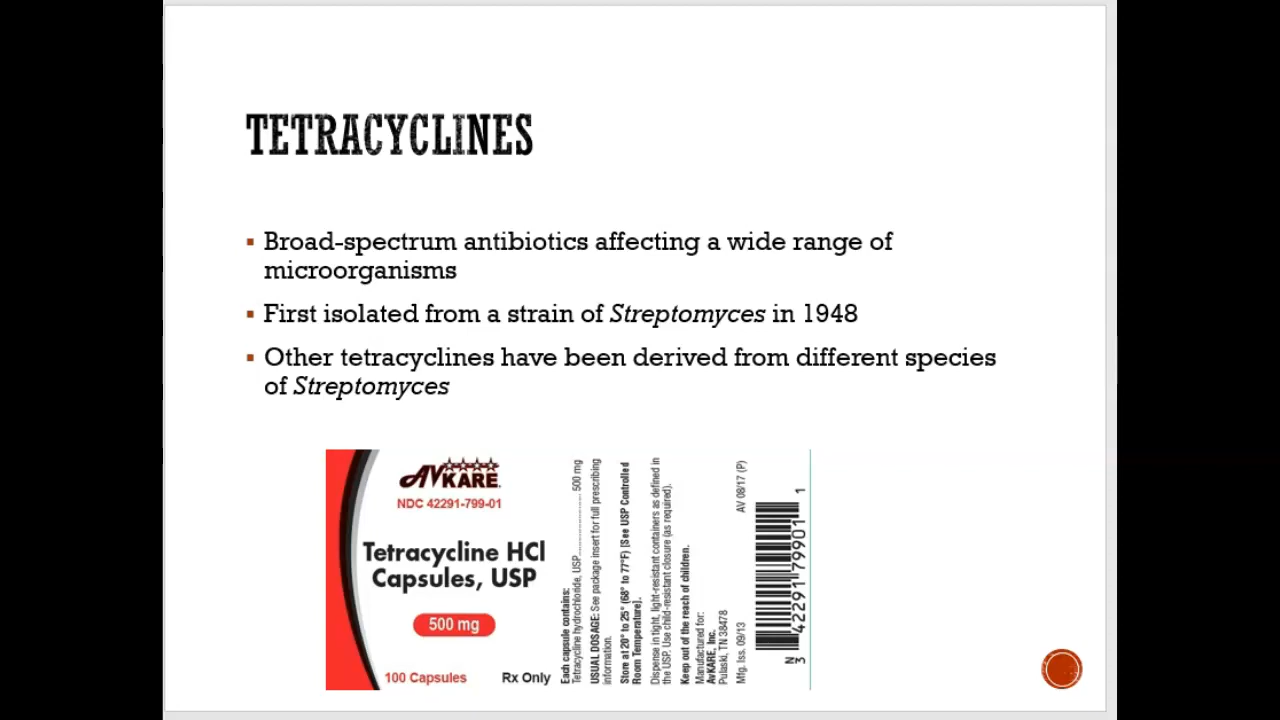 TETRACYCLINES
▪ Broad-spectrum antibiotics affecting a wide range of
microorganisms
▪ First isolated from a strain of Streptomyces in 1948
▪ Other tetracyclines have been derived from different species
of Streptomyces
AVKARE
NDC 42291-799-01
Tetracycline HCl
Capsules, USP
500 mg
100 Capsules
Rx Only
Each capsule contains:
Tetracycline hydrochloride, USP........................ 500 mg
USUAL DOSAGE: See package insert for full prescribing
information.
Store at 20° to 25° (68° to 77°F) [See USP Controlled
Room Temperature].
Dispense in tight, light-resistant containers as defined in
the USP. Use child-resistant closure (as required).
Keep out of the reach of children.
Manufactured for:
AvKARE, Inc.
Pulaski, TN 38478
Mfg. Iss. 09/13
AV 08/17 (P)
N
3 42291 79901 1